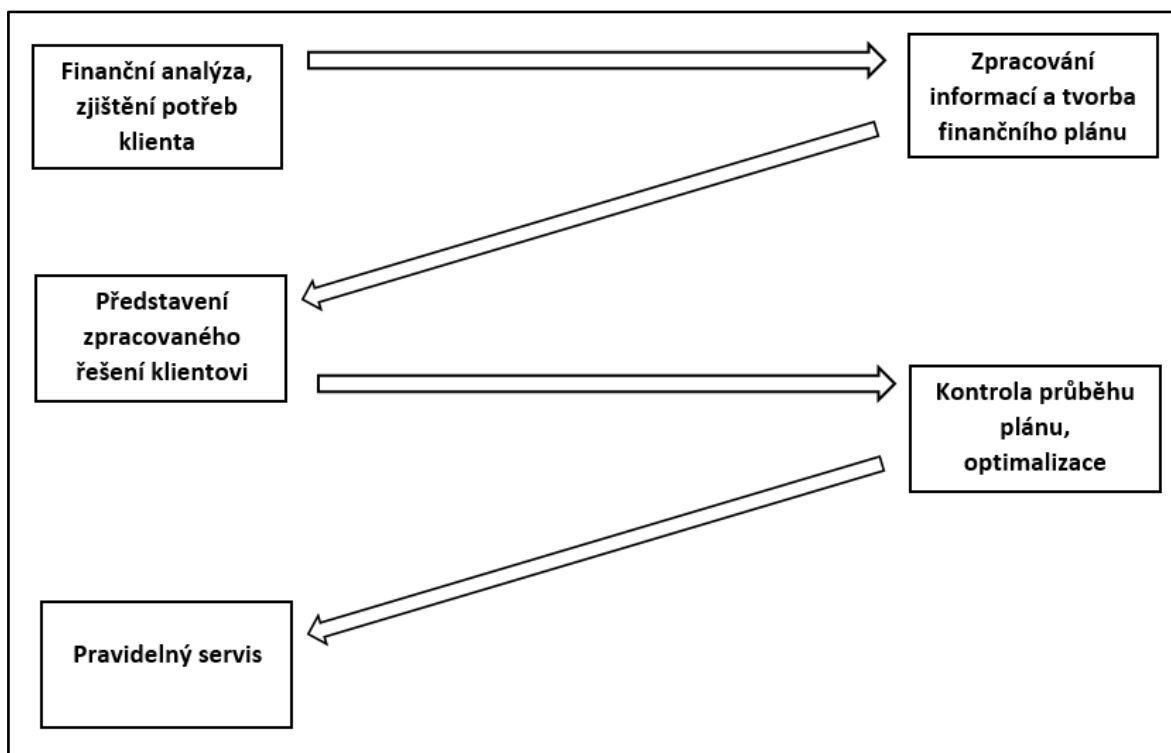 Finanční analýza,
zjištění potřeb
klienta
Zpracování
informací a tvorba
finančního plánu
Představení
zpracovaného
řešení klientovi
Kontrola průběhu
plánu,
optimalizace
Pravidelný servis